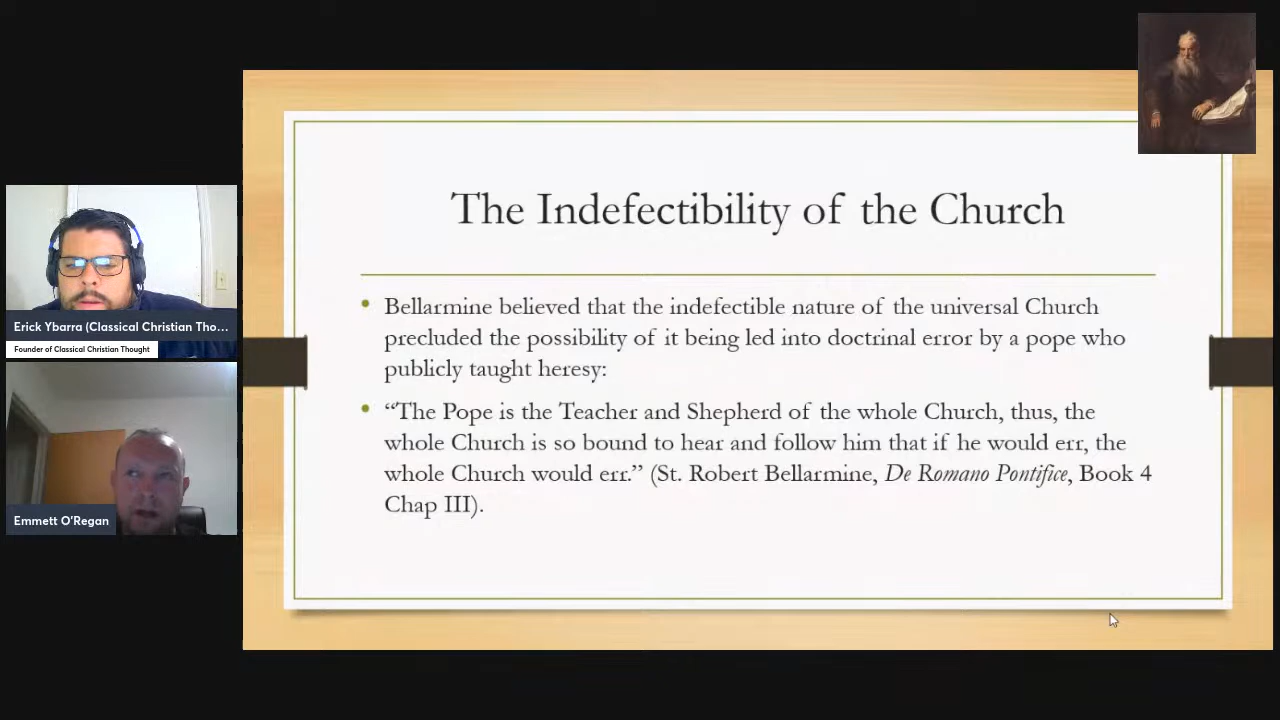 The Indefectibility of the Church
• Bellarmine believed that the indefectible nature of the universal Church
precluded the possibility of it being led into doctrinal error by a pope who
publicly taught heresy:
• “The Pope is the Teacher and Shepherd of the whole Church, thus, the
whole Church is so bound to hear and follow him that if he would err, the
whole Church would err.” (St. Robert Bellarmine, De Romano Pontifice, Book 4
Chap III).
Erick Ybarra (Classical Christian Tho...
Founder of Classical Christian Thought
Emmett O'Regan